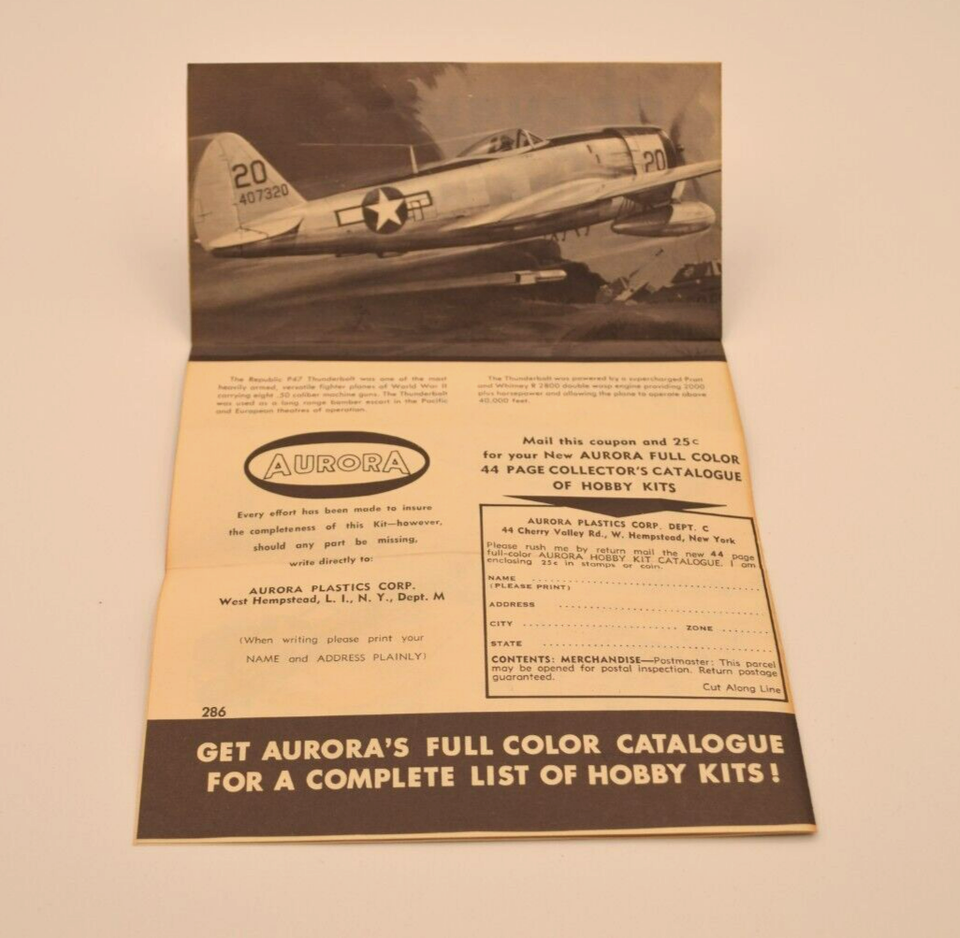 20
407320
20
The Republic P-47 Thunderbolt was one of the most
heavily armed, versatile fighter planes of World War II
carrying eight .50 caliber machine guns. The Thunderbolt
was used as a long range bomber escort in the Pacific
and European theatres of operation.
The Thunderbolt was powered by a supercharged Pratt
and Whitney R 2800 double wasp engine providing 2000
plus horsepower and allowing the plane to operate above
40,000 feet.
AURORA
Every effort has been made to insure
the completeness of this Kit—however,
should any part be missing,
write directly to:
AURORA PLASTICS CORP.
West Hempstead, L. I., N. Y., Dept. M
(When writing please print your
NAME and ADDRESS PLAINLY)
286
Mail this coupon and 25c
for your New AURORA FULL COLOR
44 PAGE COLLECTOR'S CATALOGUE
OF HOBBY KITS
AURORA PLASTICS CORP. DEPT. C
44 Cherry Valley Rd., W. Hempstead, New York
Please rush me by return mail the new 44 page
full-color AURORA HOBBY KIT CATALOGUE. I am
enclosing 25c in stamps or coin.
NAME
(PLEASE PRINT)
ADDRESS
CITY ZONE
STATE
CONTENTS: MERCHANDISE—Postmaster: This parcel
may be opened for postal inspection. Return postage
guaranteed.
Cut Along Line
GET AURORA'S FULL COLOR CATALOGUE
FOR A COMPLETE LIST OF HOBBY KITS!